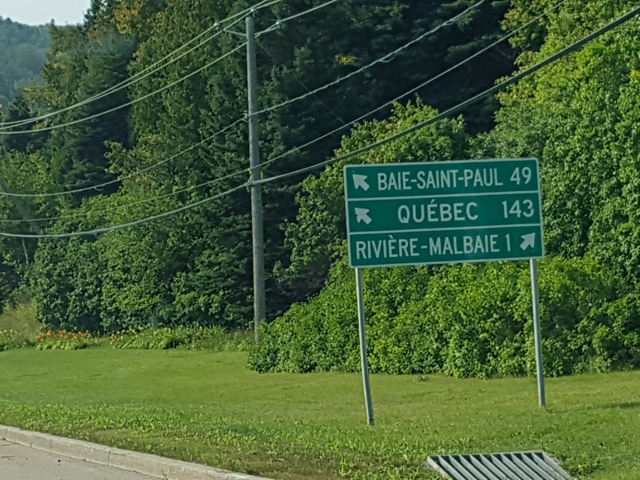 BAIE-SAINT-PAUL 49
QUÉBEC 143
RIVIÈRE-MALBAIE 1